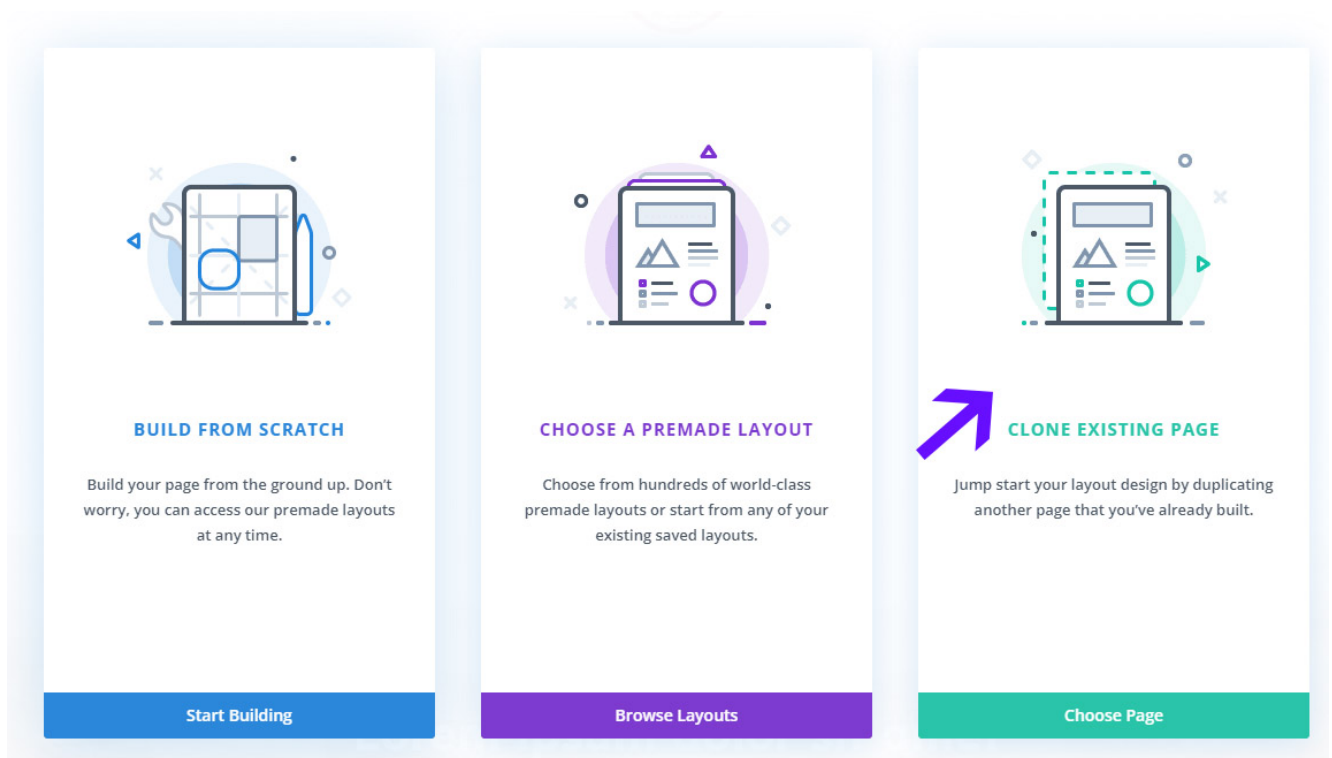 BUILD FROM SCRATCH
Build your page from the ground up. Don't
worry, you can access our premade layouts
at any time.
Start Building
CHOOSE A PREMADE LAYOUT
Choose from hundreds of world-class
premade layouts or start from any of your
existing saved layouts.
Browse Layouts
CLONE EXISTING PAGE
Jump start your layout design by duplicating
another page that you've already built.
Choose Page